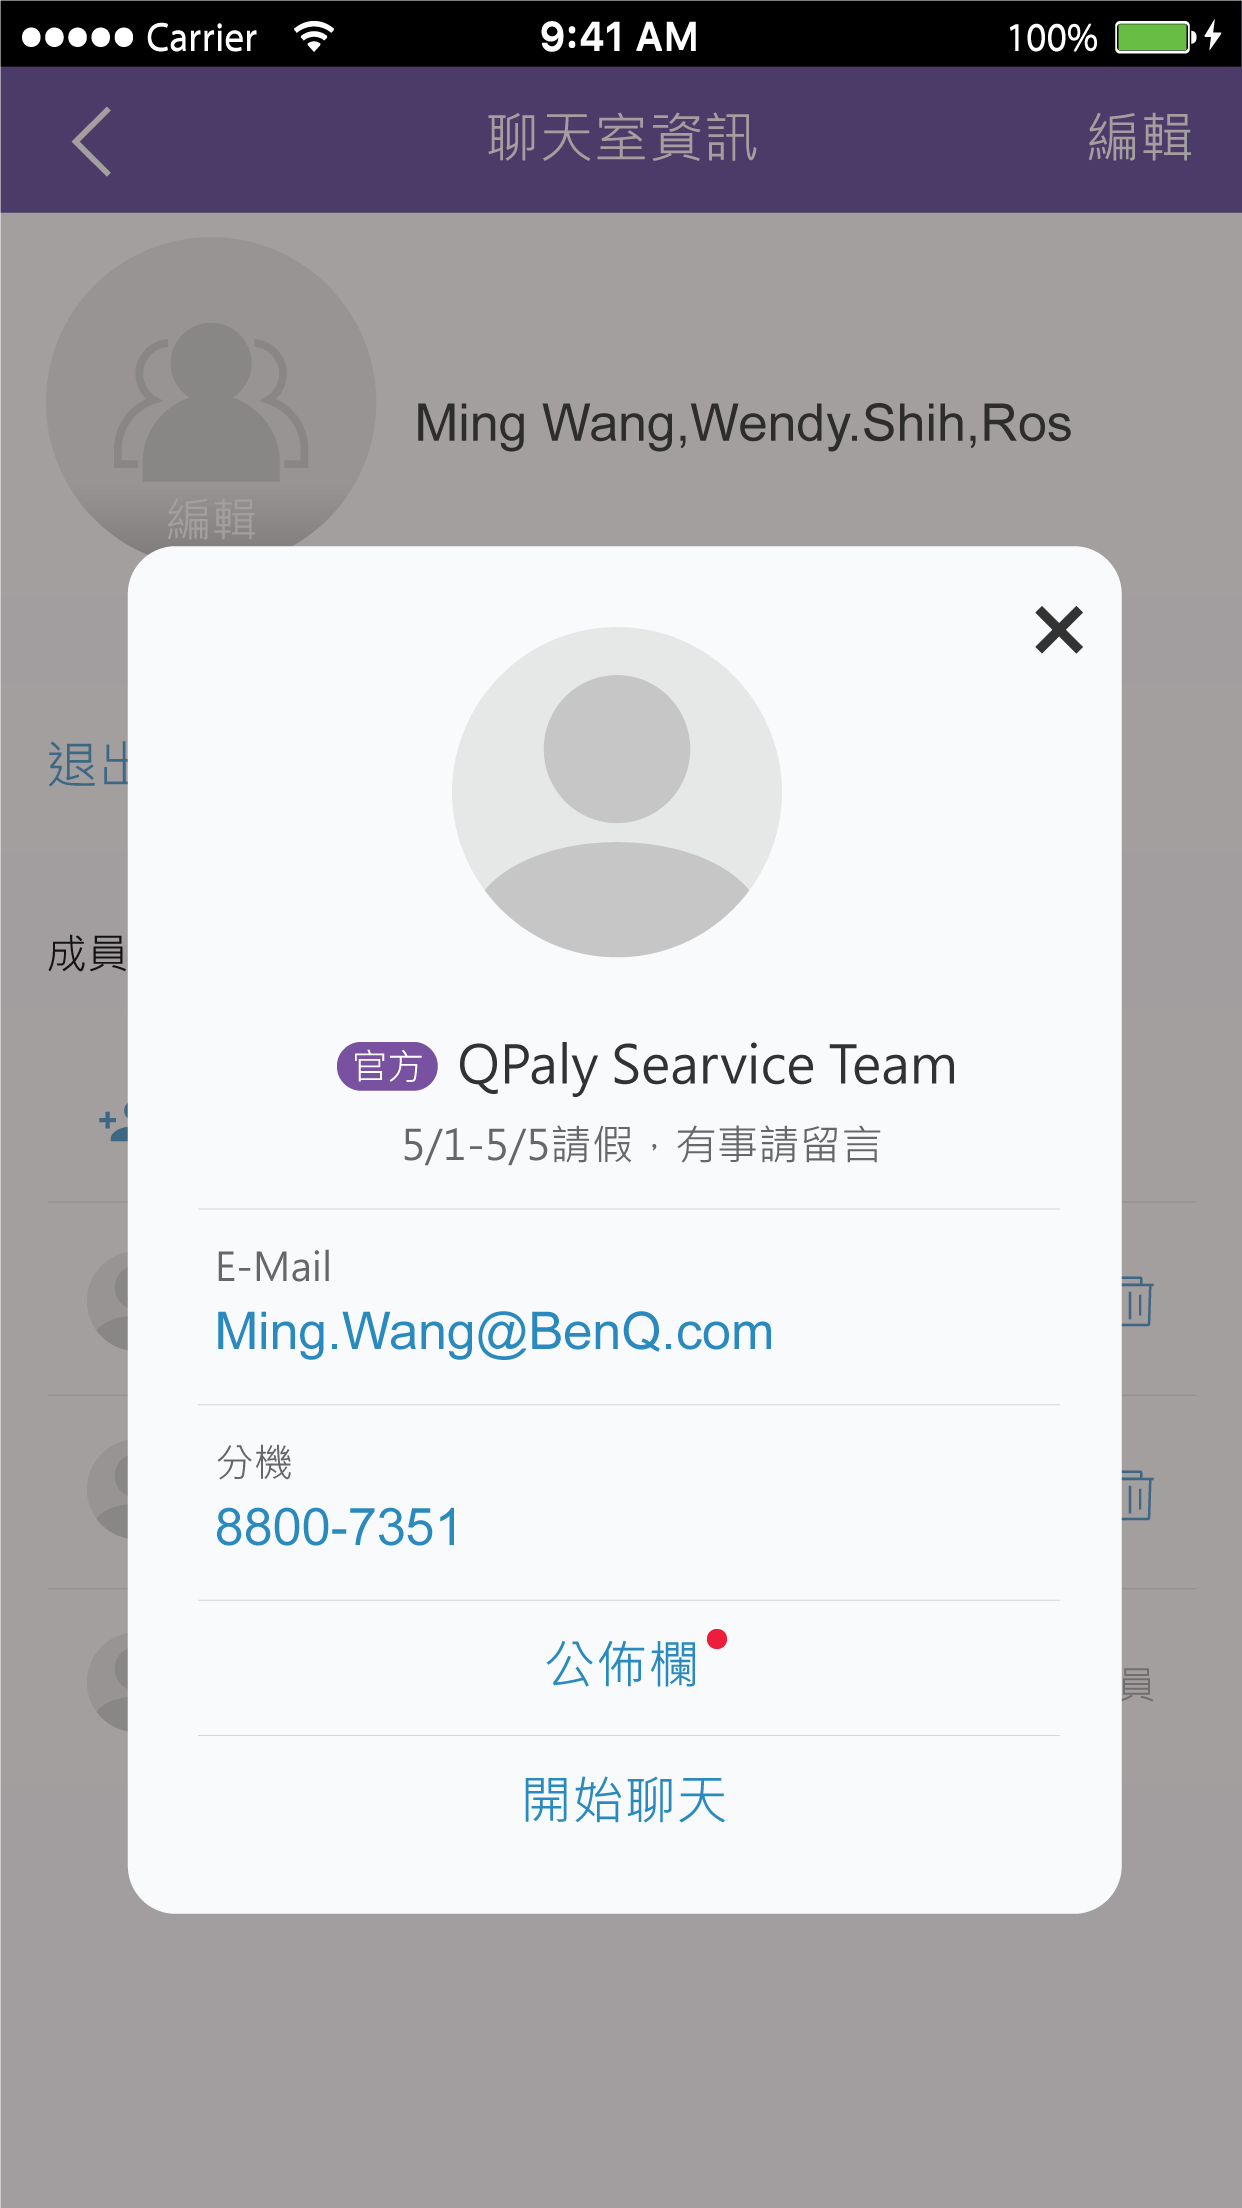 Carrier 9:41 AM 100%
聊天室資訊 編輯
Ming Wang,Wendy.Shih,Ros
編輯
退出
成員
官方 QPaly Searvice Team
5/1-5/5請假，有事請留言
E-Mail
Ming.Wang@BenQ.com
分機
8800-7351
員
公佈欄
開始聊天